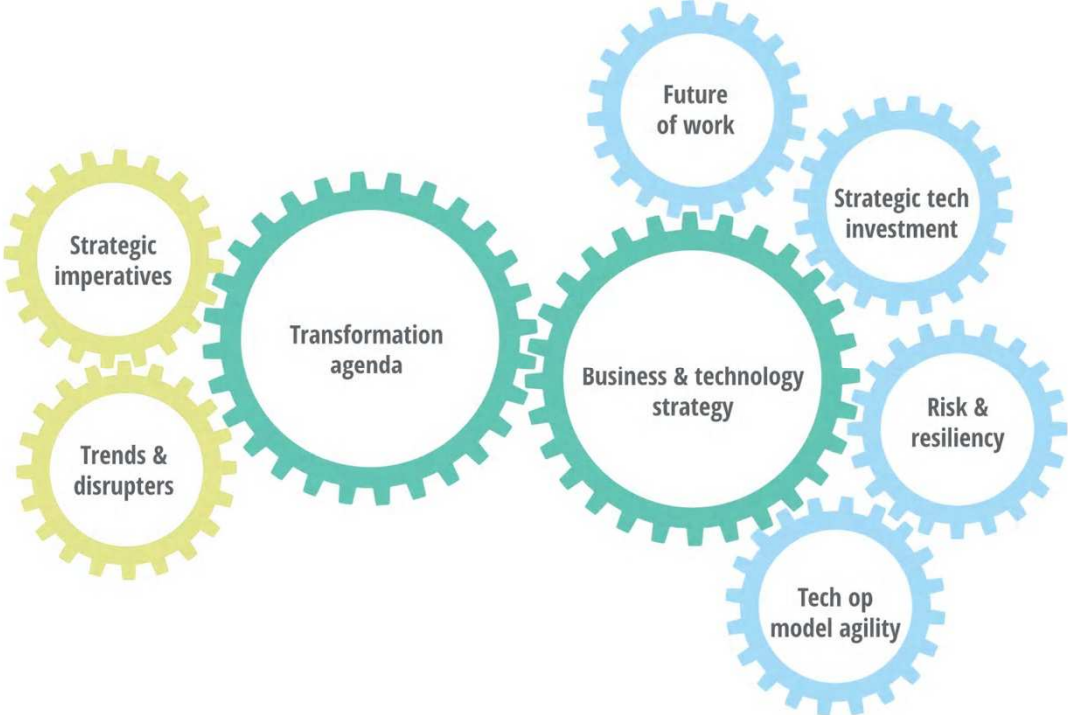 Future
of work
Strategic tech
investment
Strategic
imperatives
Transformation
agenda
Business & technology
strategy
Risk &
resiliency
Trends &
disrupters
Tech op
model agility